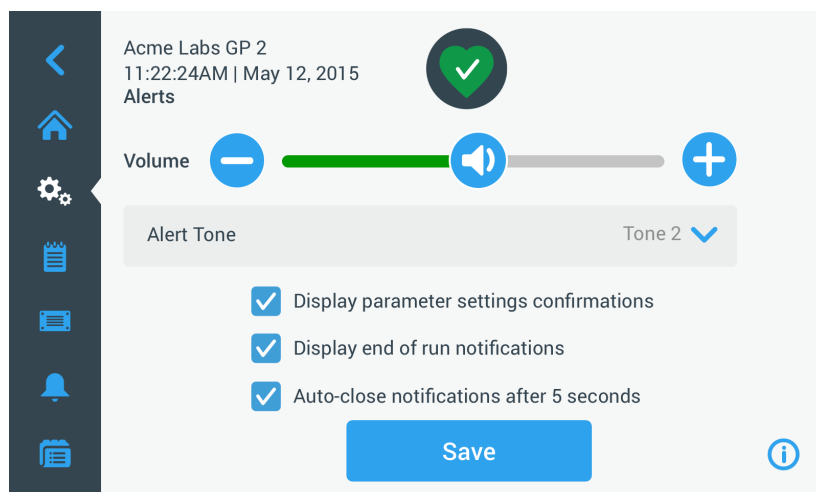 Acme Labs GP 2
11:22:24AM | May 12, 2015
Alerts
Volume
Alert Tone Tone 2
Display parameter settings confirmations
Display end of run notifications
Auto-close notifications after 5 seconds
Save